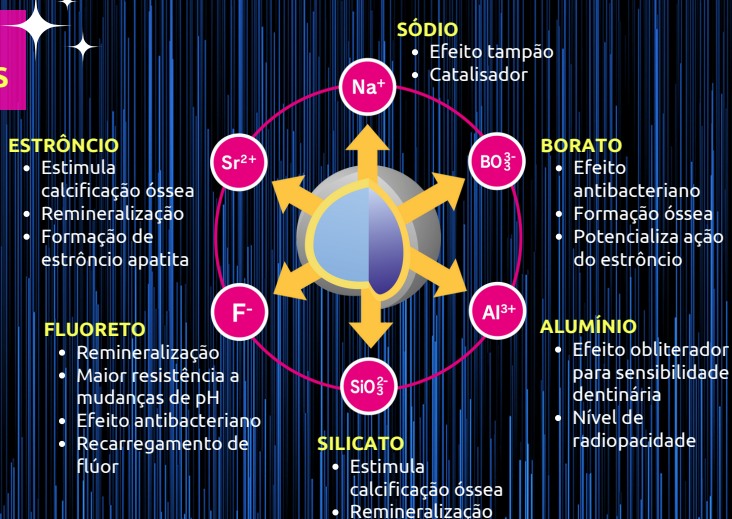 S
SÓDIO
• Efeito tampão
• Catalisador
Na⁺
ESTRÔNCIO
• Estimula
calcificação óssea
• Remineralização
• Formação de
estrôncio apatita
Sr²⁺
BO₃³⁻
BORATO
• Efeito
antibacteriano
• Formação óssea
• Potencializa ação
do estrôncio
F⁻
FLUORETO
• Remineralização
• Maior resistência a
mudanças de pH
• Efeito antibacteriano
• Recarregamento de
flúor
Al³⁺
ALUMÍNIO
• Efeito obliterador
para sensibilidade
dentinária
• Nível de
radiopacidade
SiO₃²⁻
SILICATO
• Estimula
calcificação óssea
• Remineralização